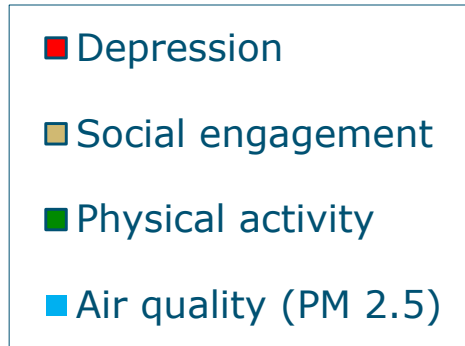 Depression
Social engagement
Physical activity
Air quality (PM 2.5)